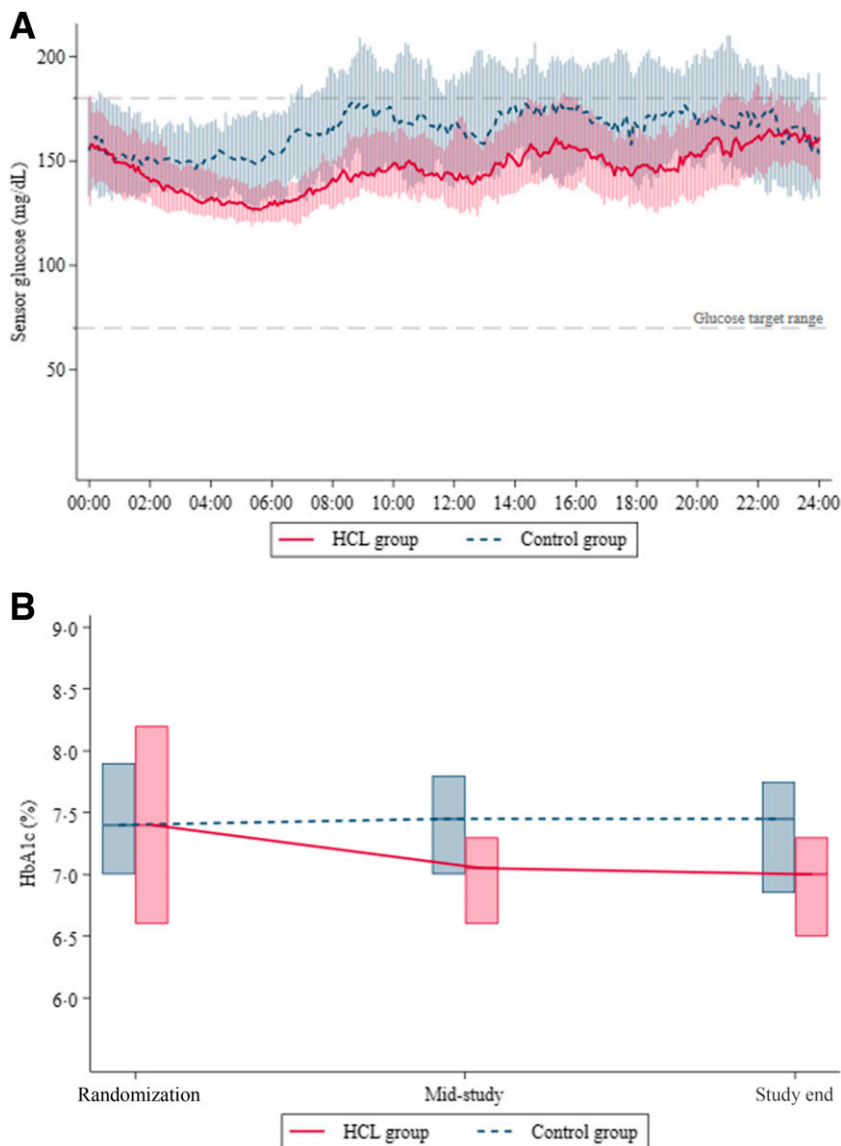 A
Sensor glucose (mg/dL)
200
150
100
50
Glucose target range
00:00 02:00 04:00 06:00 08:00 10:00 12:00 14:00 16:00 18:00 20:00 22:00 24:00
HCL group Control group
B
HbA1c (%)
9·0
8·5
8·0
7·5
7·0
6·5
6·0
Randomization Mid-study Study end
HCL group Control group